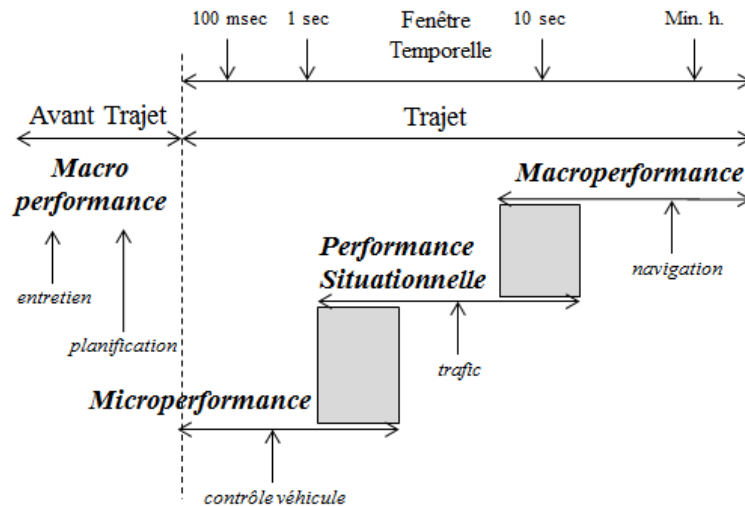 100 msec
1 sec
Fenêtre
Temporelle
10 sec
Min. h.
Avant Trajet
Trajet
Macro
performance
Macroperformance
Performance
Situationnelle
navigation
entretien
planification
trafic
Microperformance
contrôle véhicule